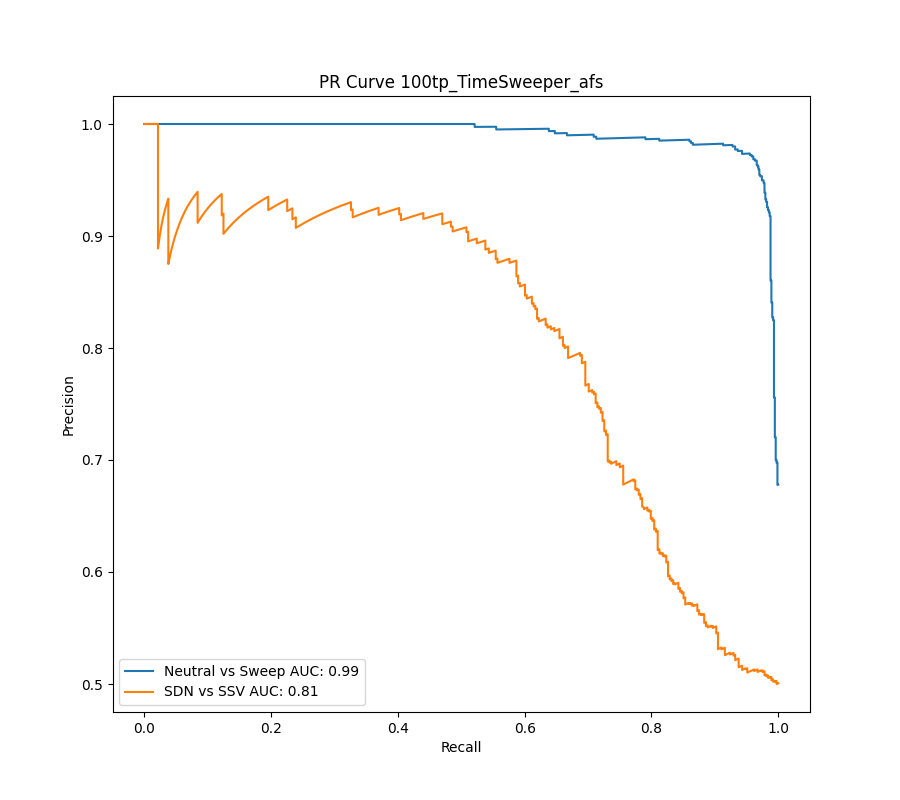 PR Curve 100tp_TimeSweeper_afs
1.0
0.9
0.8
0.7
0.6
0.5
Precision
Neutral vs Sweep AUC: 0.99
SDN vs SSV AUC: 0.81
0.0 0.2 0.4 0.6 0.8 1.0
Recall